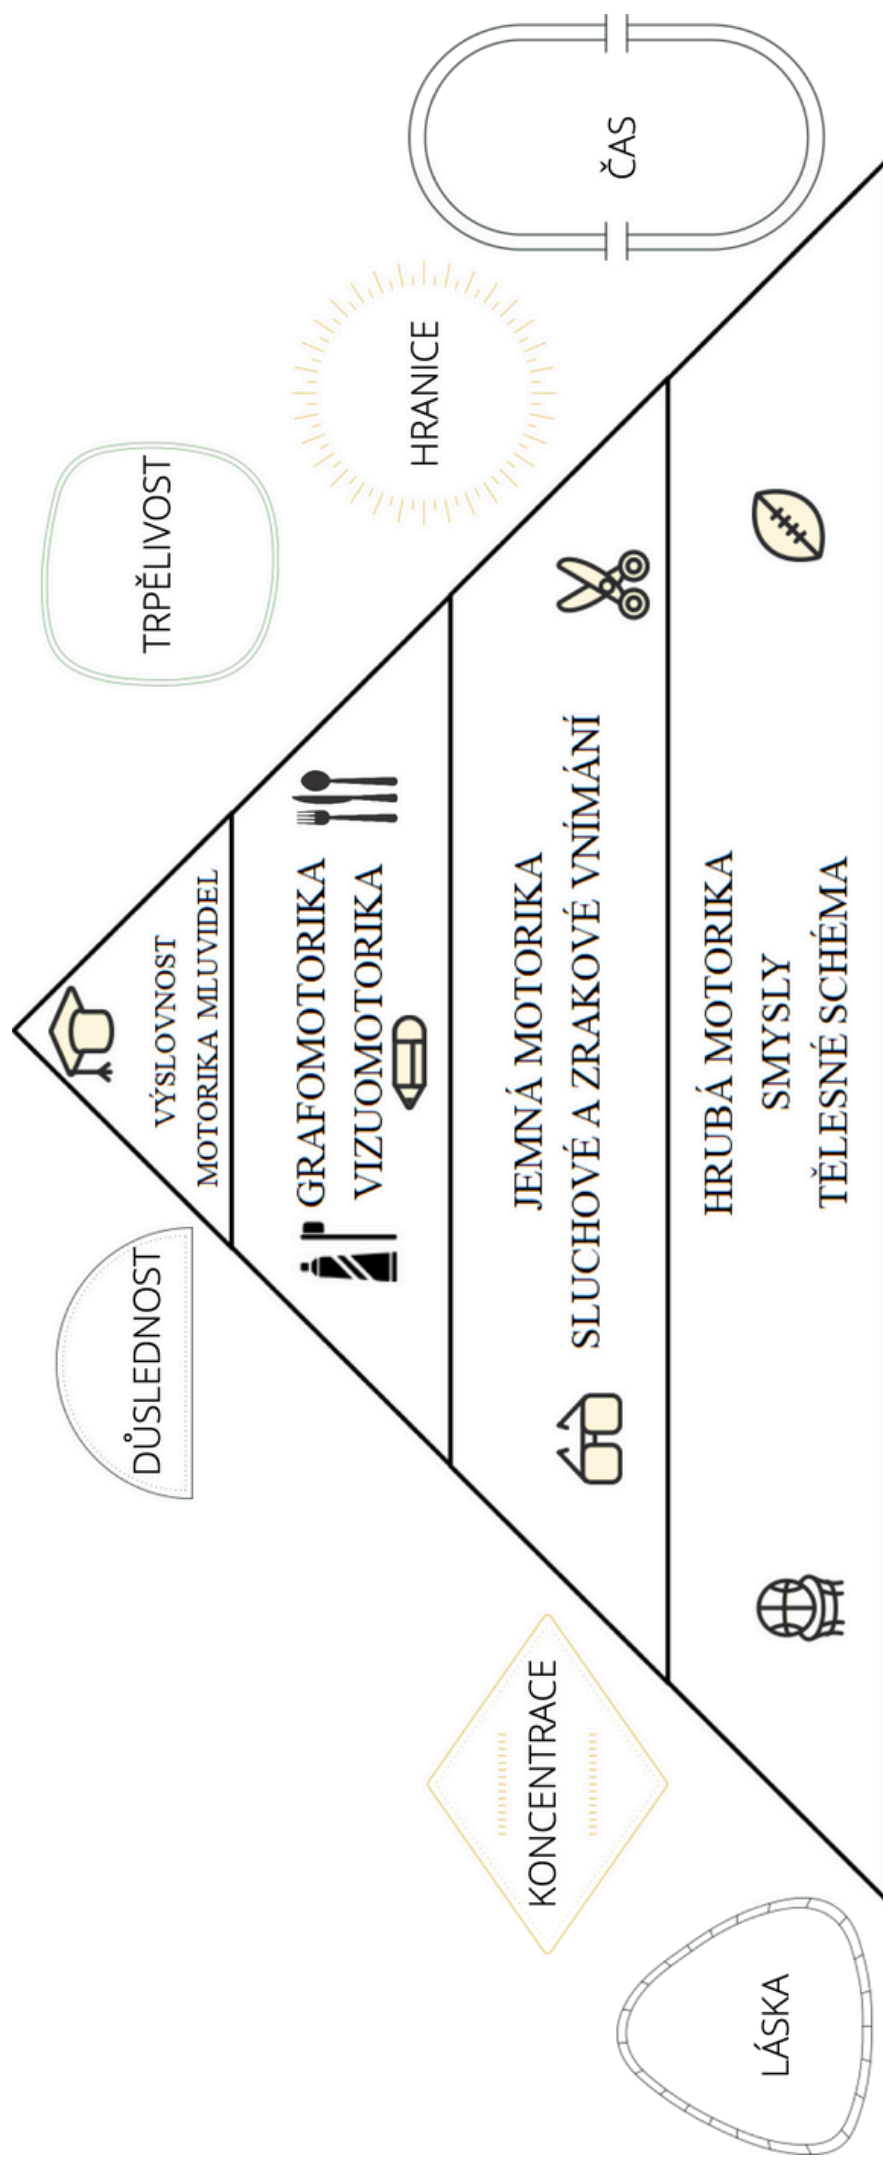 DŮSLEDNOST
TRPĚLIVOST
VÝSLOVNOST
MOTORIKA MLUVIDEL
HRANICE
GRAFOMOTORIKA
VIZUOMOTORIKA
KONCENTRACE
ČAS
JEMNÁ MOTORIKA
SLUCHOVÉ A ZRAKOVÉ VNÍMÁNÍ
LÁSKA
HRUBÁ MOTORIKA
SMYSLY
TĚLESNÉ SCHÉMA